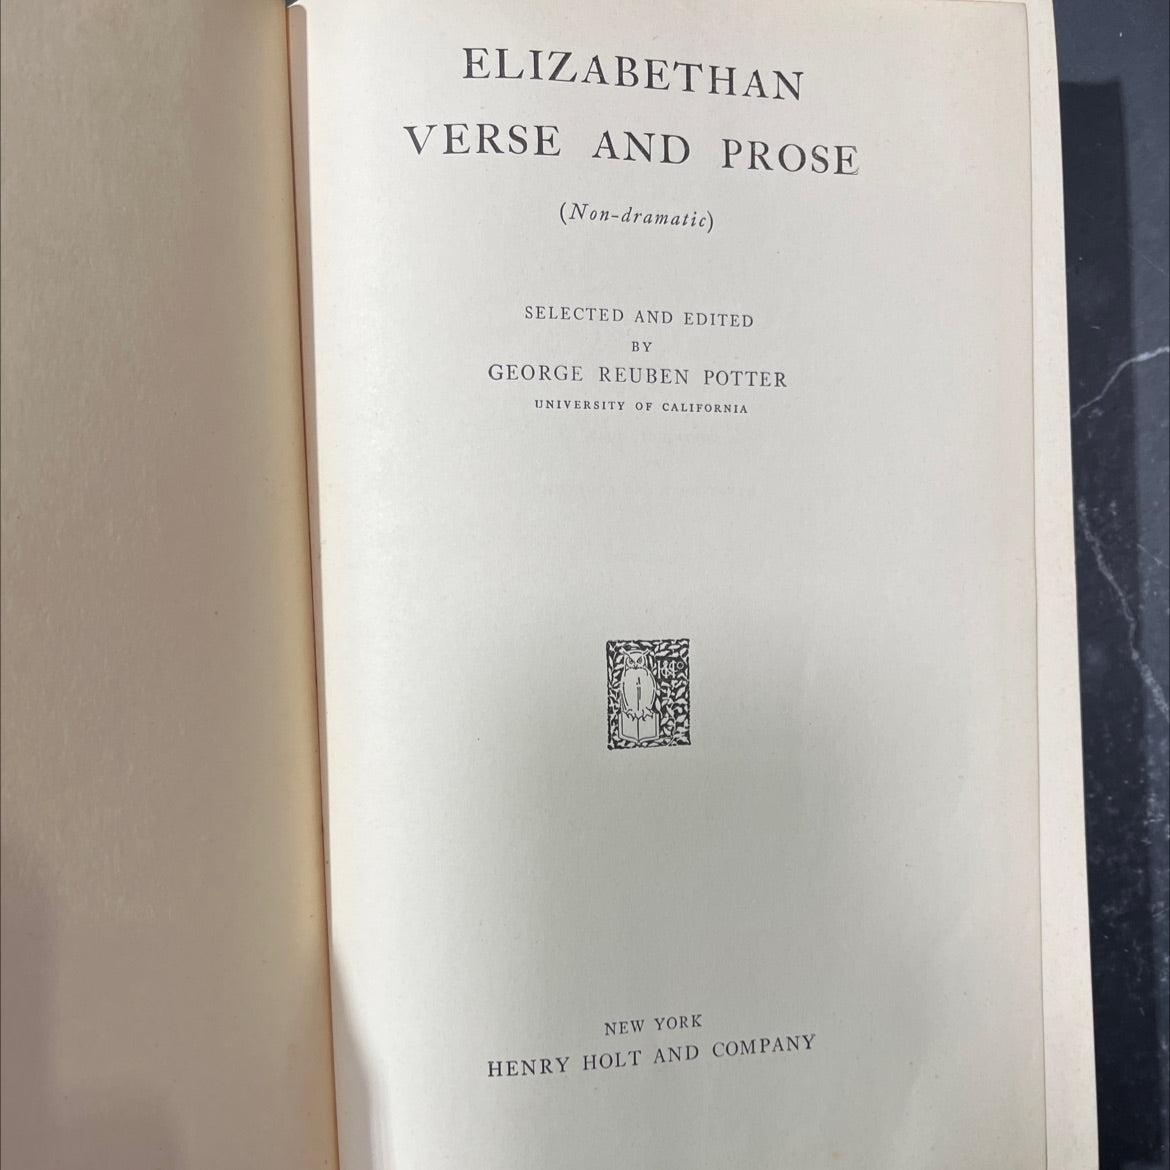 ELIZABETHAN
VERSE AND PROSE
(Non-dramatic)
SELECTED AND EDITED
BY
GEORGE REUBEN POTTER
UNIVERSITY OF CALIFORNIA
NEW YORK
HENRY HOLT AND COMPANY